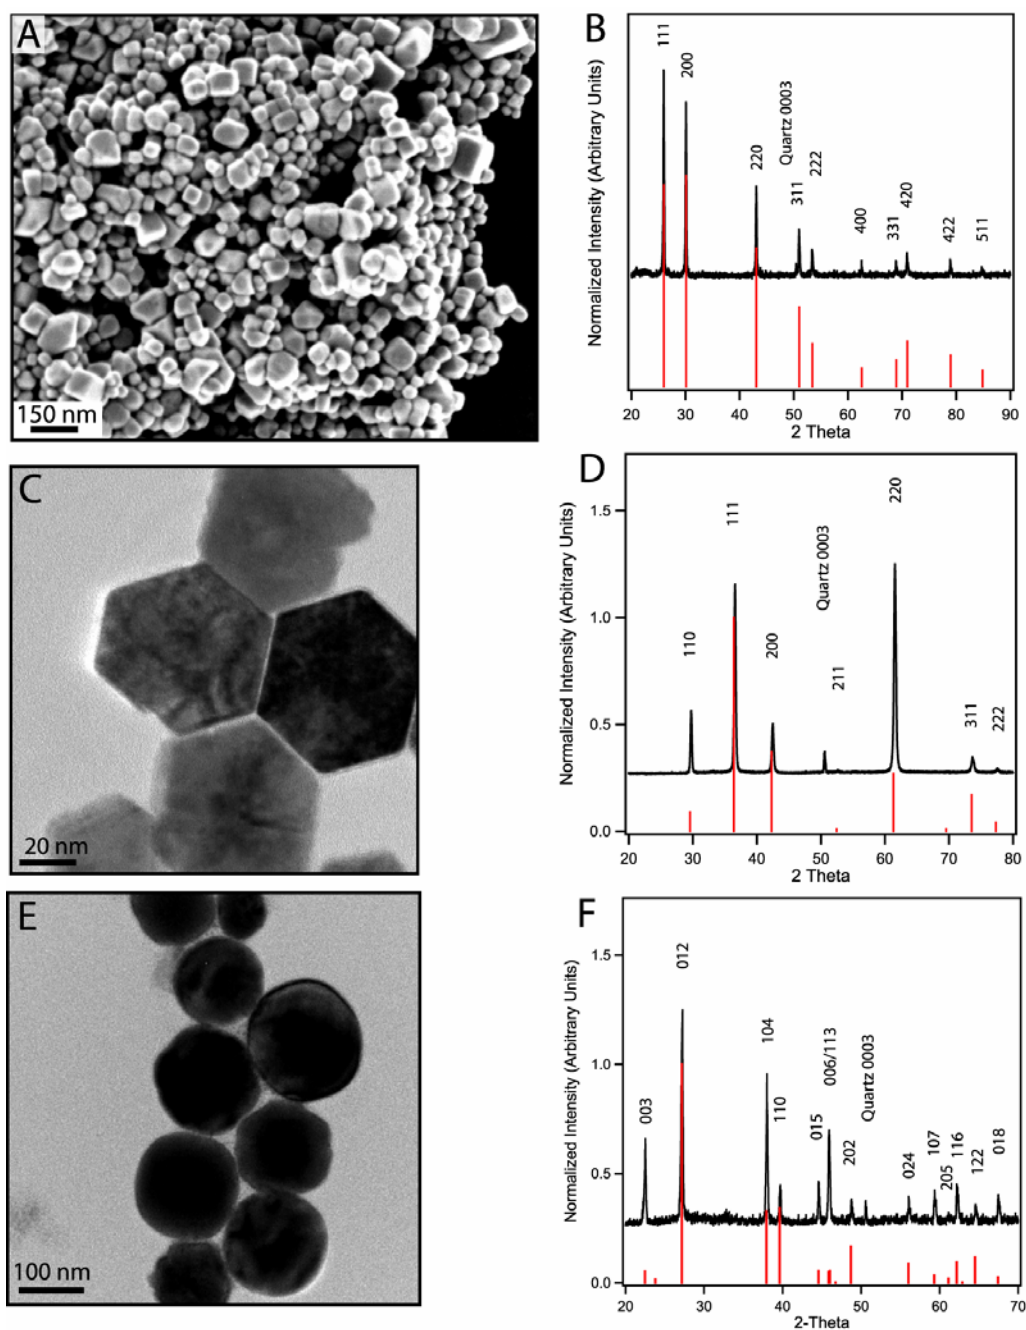 A
150 nm
B
Normalized Intensity (Arbitrary Units)
111
200
220
Quartz 0003
311
222
400
331
420
422
511
20 30 40 50 60 70 80 90
2 Theta
C
20 nm
D
Normalized Intensity (Arbitrary Units)
1.5
1.0
0.5
0.0
110
111
200
Quartz 0003
211
220
311
222
20 30 40 50 60 70 80
2 Theta
E
100 nm
F
Normalized Intensity (Arbitrary Units)
1.5
1.0
0.5
0.0
003
012
104
110
015
006/113
202
Quartz 0003
024
107
205
116
122
018
20 30 40 50 60 70
2-Theta